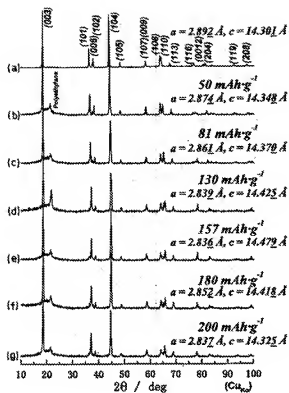 (003)
(101)
(006)
(102)
(104)
(105)
(107)(009)
(108)
(110)
(113)
(116)
(0012)
(204)
(119)
(208)
a = 2.892 Å, c = 14.301 Å
(a)
Polyethylene
50 mAh·g⁻¹
a = 2.874 Å, c = 14.348 Å
(b)
81 mAh·g⁻¹
a = 2.861 Å, c = 14.370 Å
(c)
130 mAh·g⁻¹
a = 2.839 Å, c = 14.425 Å
(d)
157 mAh·g⁻¹
a = 2.836 Å, c = 14.479 Å
(e)
180 mAh·g⁻¹
a = 2.852 Å, c = 14.418 Å
(f)
200 mAh·g⁻¹
a = 2.837 Å, c = 14.325 Å
(g)
10 20 30 40 50 60 70 80 90 100
2θ / deg (CuKα)